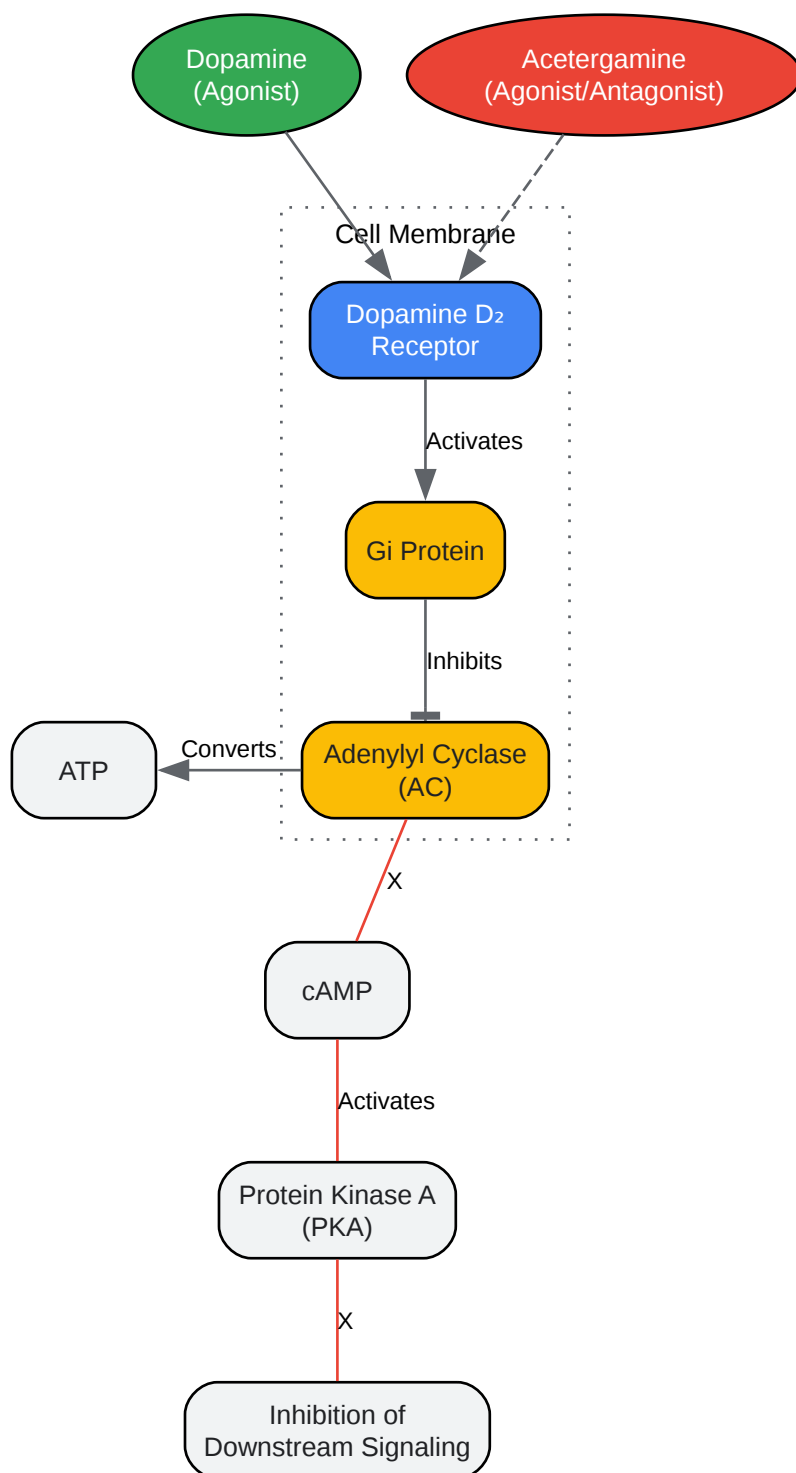 Dopamine
(Agonist)
Acetergamine
(Agonist/Antagonist)
Cell Membrane
Dopamine D₂
Receptor
Activates
Gi Protein
Inhibits
ATP
Converts
Adenylyl Cyclase
(AC)
X
cAMP
Activates
Protein Kinase A
(PKA)
X
Inhibition of
Downstream Signaling